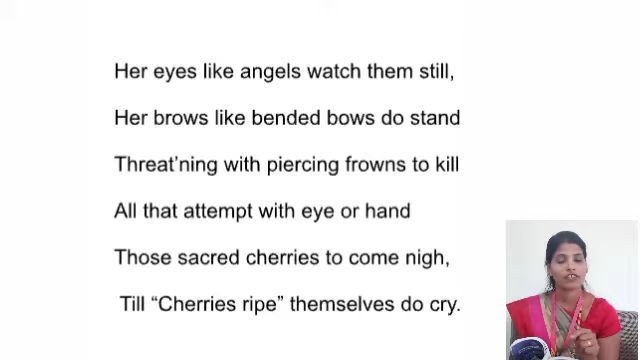 Her eyes like angels watch them still,
Her brows like bended bows do stand
Threat’ning with piercing frowns to kill
All that attempt with eye or hand
Those sacred cherries to come nigh,
Till “Cherries ripe” themselves do cry.